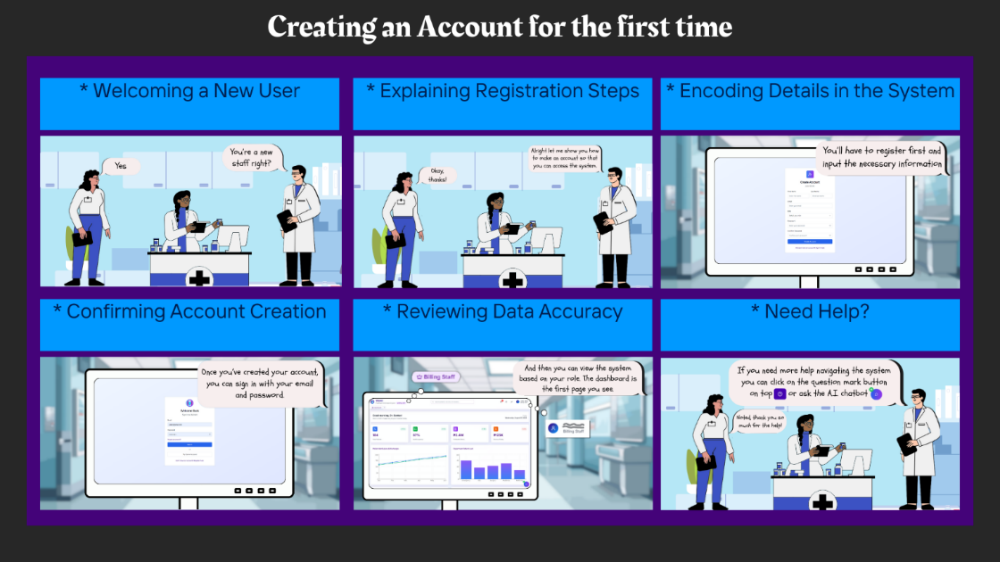 Creating an Account for the first time
* Welcoming a New User
* Explaining Registration Steps
* Encoding Details in the System
Yes
You're a new
staff right?
Okay,
thanks!
Alright let me show you how
to make an account so that
you can access the system.
You'll have to register first and
input the necessary information
Create Account
* Confirming Account Creation
* Reviewing Data Accuracy
* Need Help?
Once you've created your account,
you can sign in with your email
and password.
Billing Staff
And then you can view the system
based on your role. The dashboard is
the first page you see.
Billing Staff
If you need more help navigating the system
you can click on the question mark button
on top or ask the A.I chatbot
Noted, thank you so
much for the help!